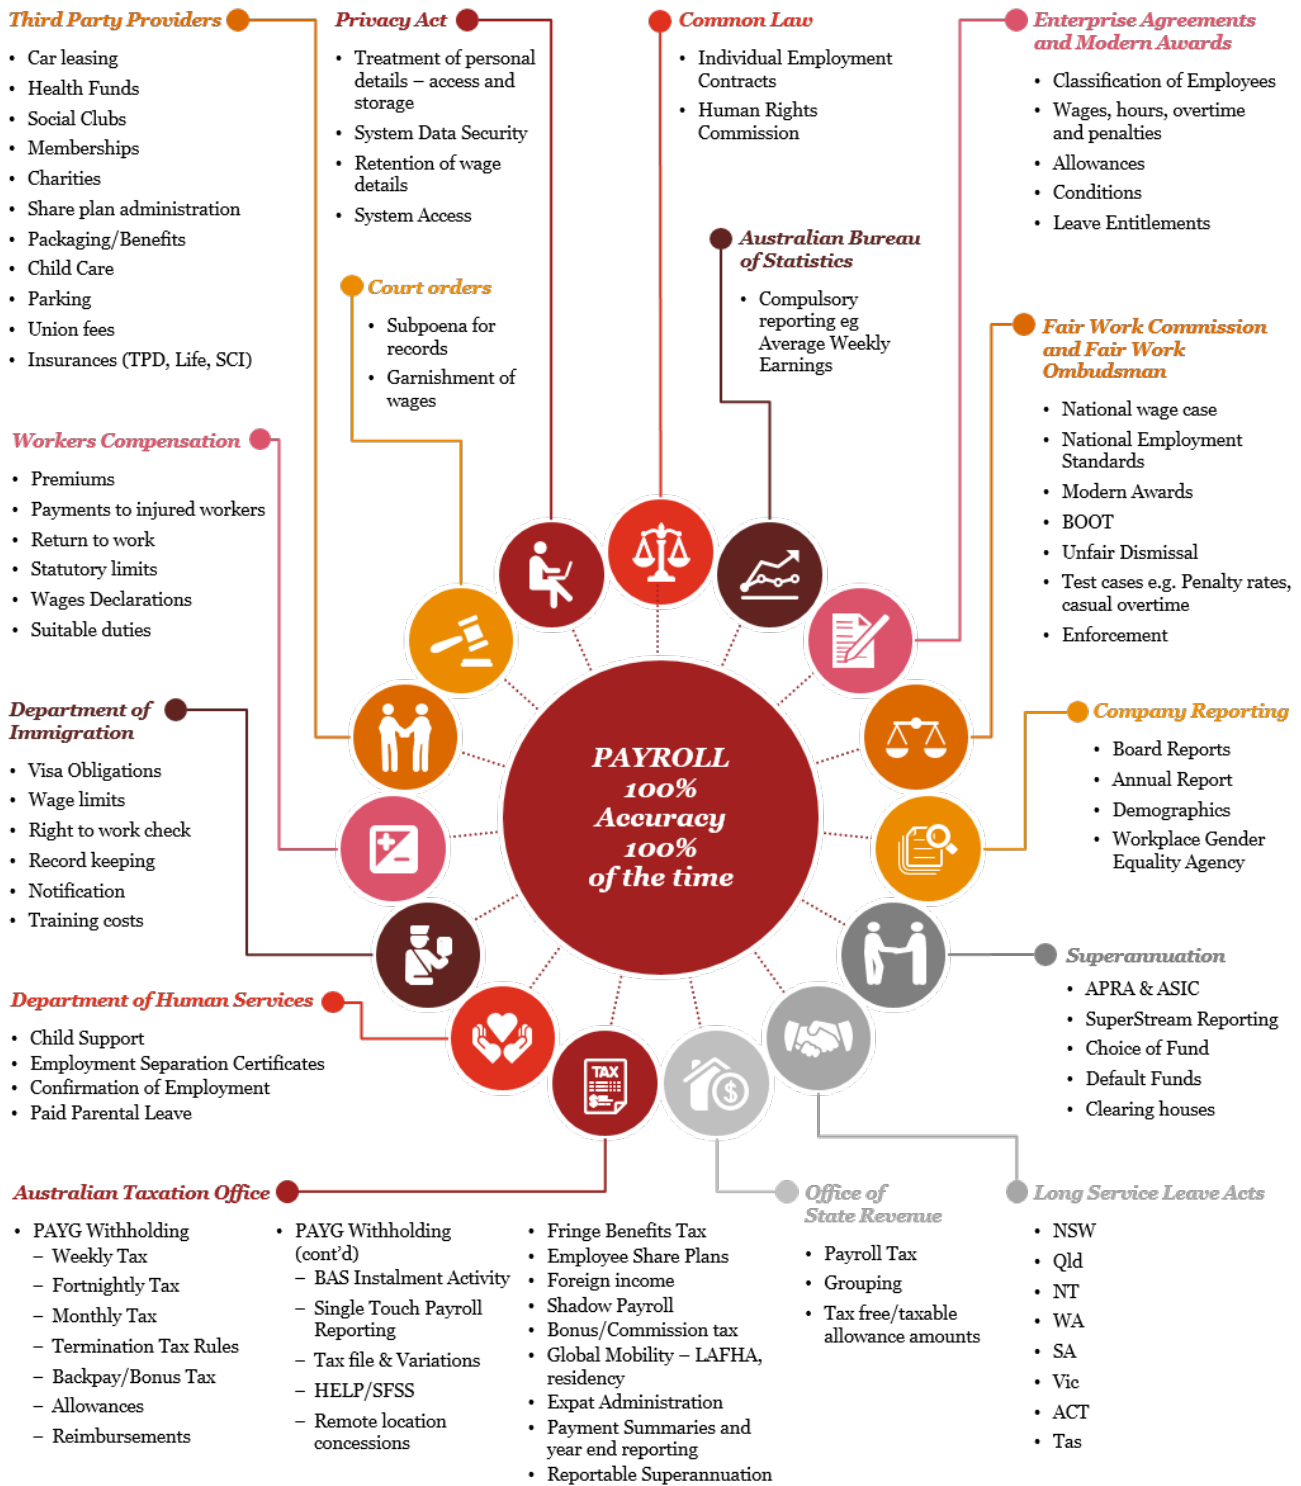 Third Party Providers
• Car leasing
• Health Funds
• Social Clubs
• Memberships
• Charities
• Share plan administration
• Packaging/Benefits
• Child Care
• Parking
• Union fees
• Insurances (TPD, Life, SCI)
Privacy Act
• Treatment of personal
details – access and
storage
• System Data Security
• Retention of wage
details
• System Access
Common Law
• Individual Employment
Contracts
• Human Rights
Commission
Enterprise Agreements
and Modern Awards
• Classification of Employees
• Wages, hours, overtime
and penalties
• Allowances
• Conditions
• Leave Entitlements
Court orders
• Subpoena for
records
• Garnishment of
wages
Australian Bureau
of Statistics
• Compulsory
reporting eg
Average Weekly
Earnings
Fair Work Commission
and Fair Work
Ombudsman
• National wage case
• National Employment
Standards
• Modern Awards
• BOOT
• Unfair Dismissal
• Test cases e.g. Penalty rates,
casual overtime
• Enforcement
Workers Compensation
• Premiums
• Payments to injured workers
• Return to work
• Statutory limits
• Wages Declarations
• Suitable duties
Department of
Immigration
• Visa Obligations
• Wage limits
• Right to work check
• Record keeping
• Notification
• Training costs
PAYROLL
100%
Accuracy
100%
of the time
Company Reporting
• Board Reports
• Annual Report
• Demographics
• Workplace Gender
Equality Agency
Superannuation
• APRA & ASIC
• SuperStream Reporting
• Choice of Fund
• Default Funds
• Clearing houses
Department of Human Services
• Child Support
• Employment Separation Certificates
• Confirmation of Employment
• Paid Parental Leave
TAX
$
$
Australian Taxation Office
• PAYG Withholding
– Weekly Tax
– Fortnightly Tax
– Monthly Tax
– Termination Tax Rules
– Backpay/Bonus Tax
– Allowances
– Reimbursements
• PAYG Withholding
(cont'd)
– BAS Instalment Activity
– Single Touch Payroll
Reporting
– Tax file & Variations
– HELP/SFSS
– Remote location
concessions
• Fringe Benefits Tax
• Employee Share Plans
• Foreign income
• Shadow Payroll
• Bonus/Commission tax
• Global Mobility – LAFHA,
residency
• Expat Administration
• Payment Summaries and
year end reporting
• Reportable Superannuation
Office of
State Revenue
• Payroll Tax
• Grouping
• Tax free/taxable
allowance amounts
Long Service Leave Acts
• NSW
• Qld
• NT
• WA
• SA
• Vic
• ACT
• Tas